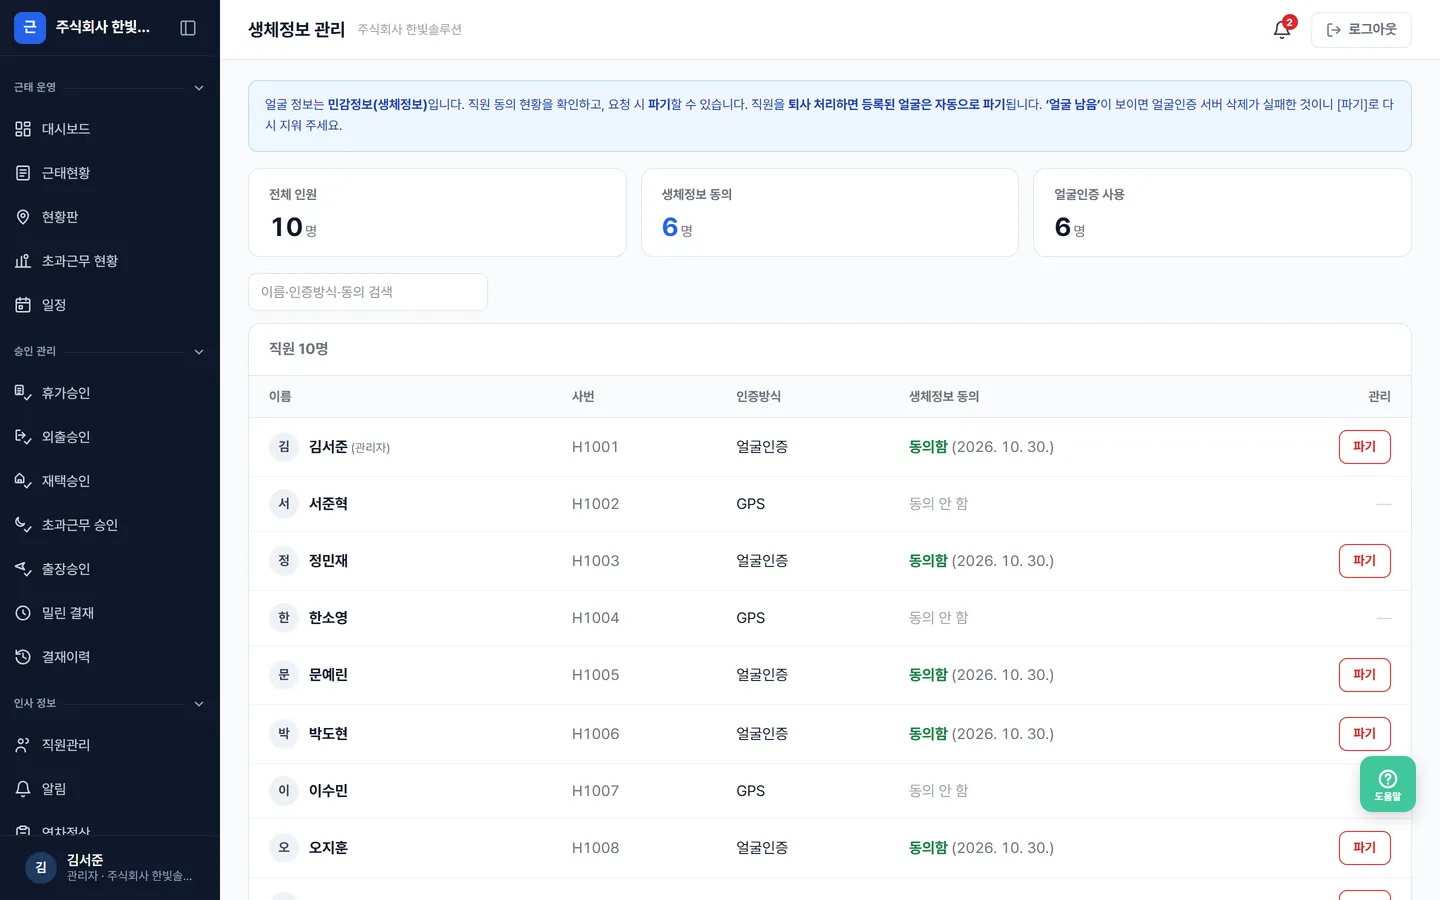 근
주식회사 한빛...
근태 운영
대시보드
근태현황
현황판
초과근무 현황
일정
승인 관리
휴가승인
외출승인
재택승인
초과근무 승인
출장승인
밀린 결재
결재이력
인사 정보
직원관리
알림
연차정산
김
김서준
관리자 · 주식회사 한빛솔...
생체정보 관리
주식회사 한빛솔루션
2
로그아웃
얼굴 정보는 민감정보(생체정보)입니다. 직원 동의 현황을 확인하고, 요청 시 파기할 수 있습니다. 직원을 퇴사 처리하면 등록된 얼굴은 자동으로 파기됩니다. ‘얼굴 남음’이 보이면 얼굴인증 서버 삭제가 실패한 것이니 [파기]로 다
시 지워 주세요.
전체 인원
10 명
생체정보 동의
6 명
얼굴인증 사용
6 명
이름·인증방식·동의 검색
직원 10명
이름 사번 인증방식 생체정보 동의 관리
김 김서준 (관리자) H1001 얼굴인증 동의함 (2026. 10. 30.) 파기
서 서준혁 H1002 GPS 동의 안 함 —
정 정민재 H1003 얼굴인증 동의함 (2026. 10. 30.) 파기
한 한소영 H1004 GPS 동의 안 함 —
문 문예린 H1005 얼굴인증 동의함 (2026. 10. 30.) 파기
박 박도현 H1006 얼굴인증 동의함 (2026. 10. 30.) 파기
이 이수민 H1007 GPS 동의 안 함
오 오지훈 H1008 얼굴인증 동의함 (2026. 10. 30.) 파기
도움말